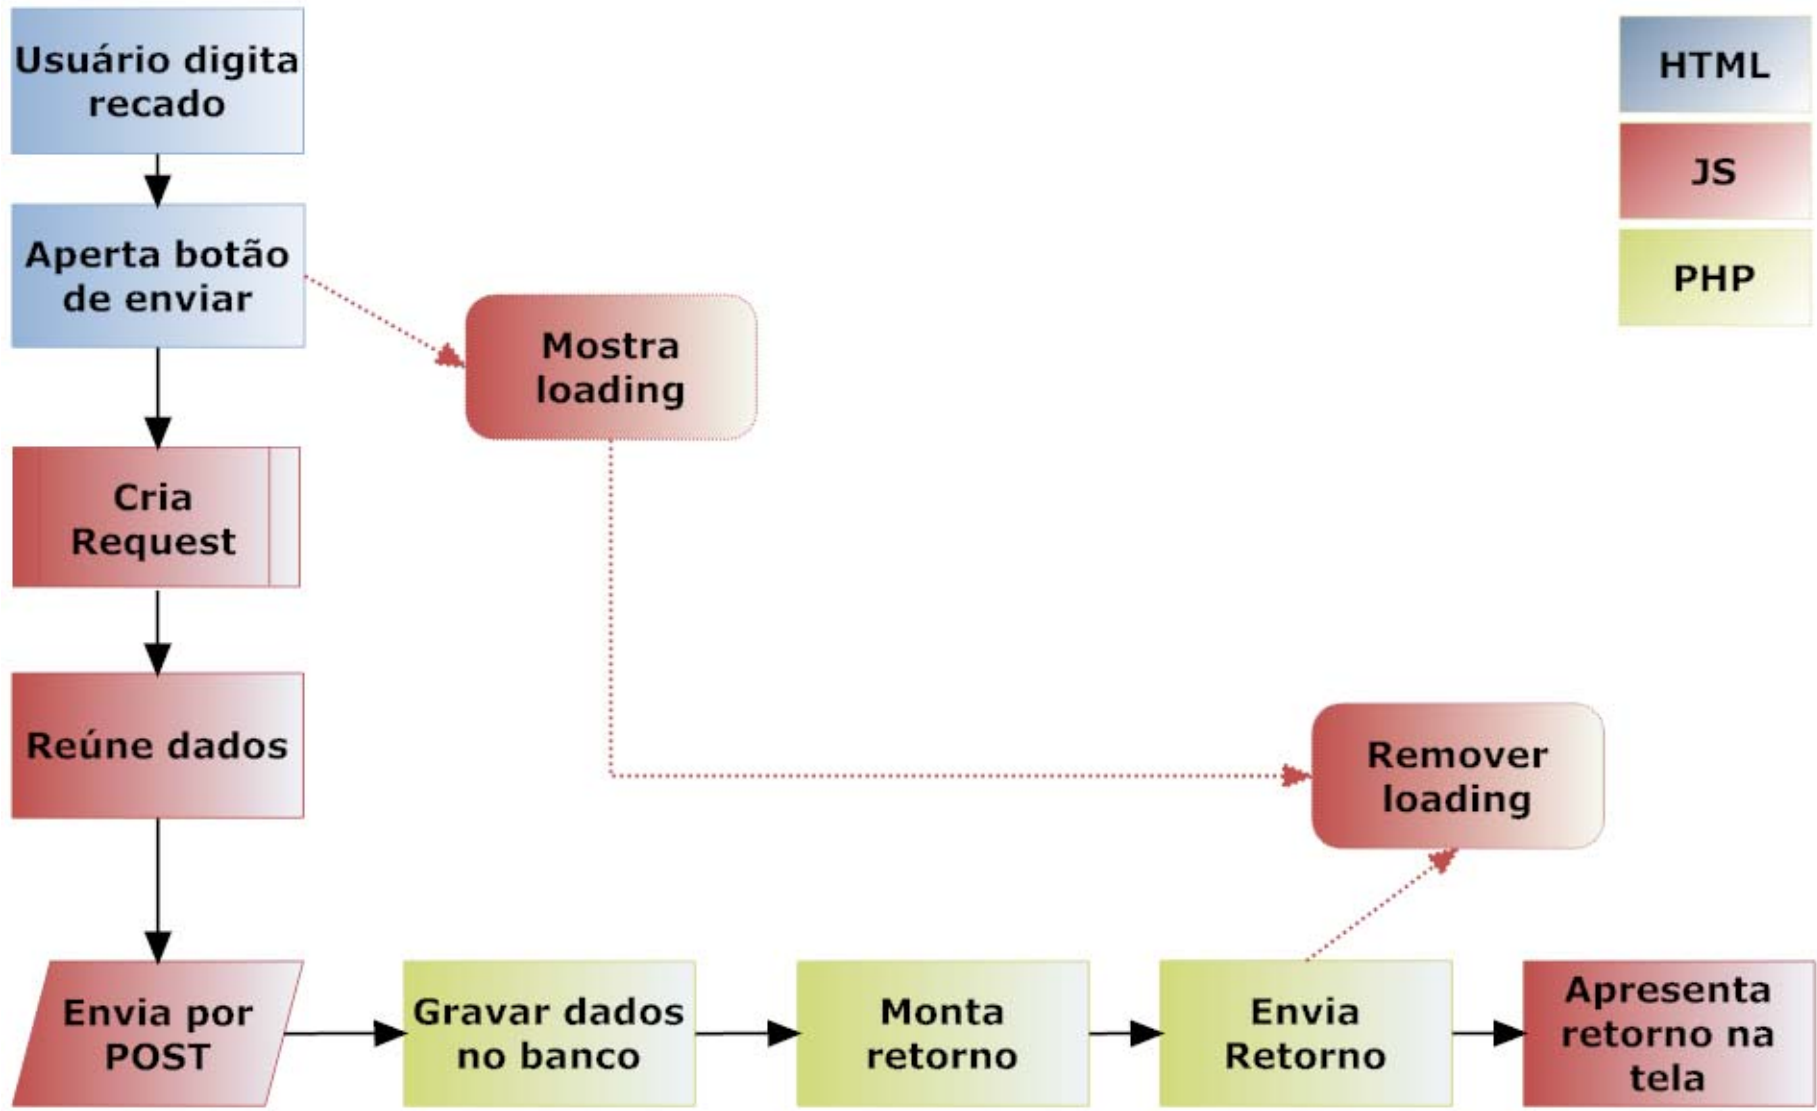 Usuário digita
recado
HTML
JS
PHP
Aperta botão
de enviar
Mostra
loading
Cria
Request
Reúne dados
Remover
loading
Envia por
POST
Gravar dados
no banco
Monta
retorno
Envia
Retorno
Apresenta
retorno na
tela